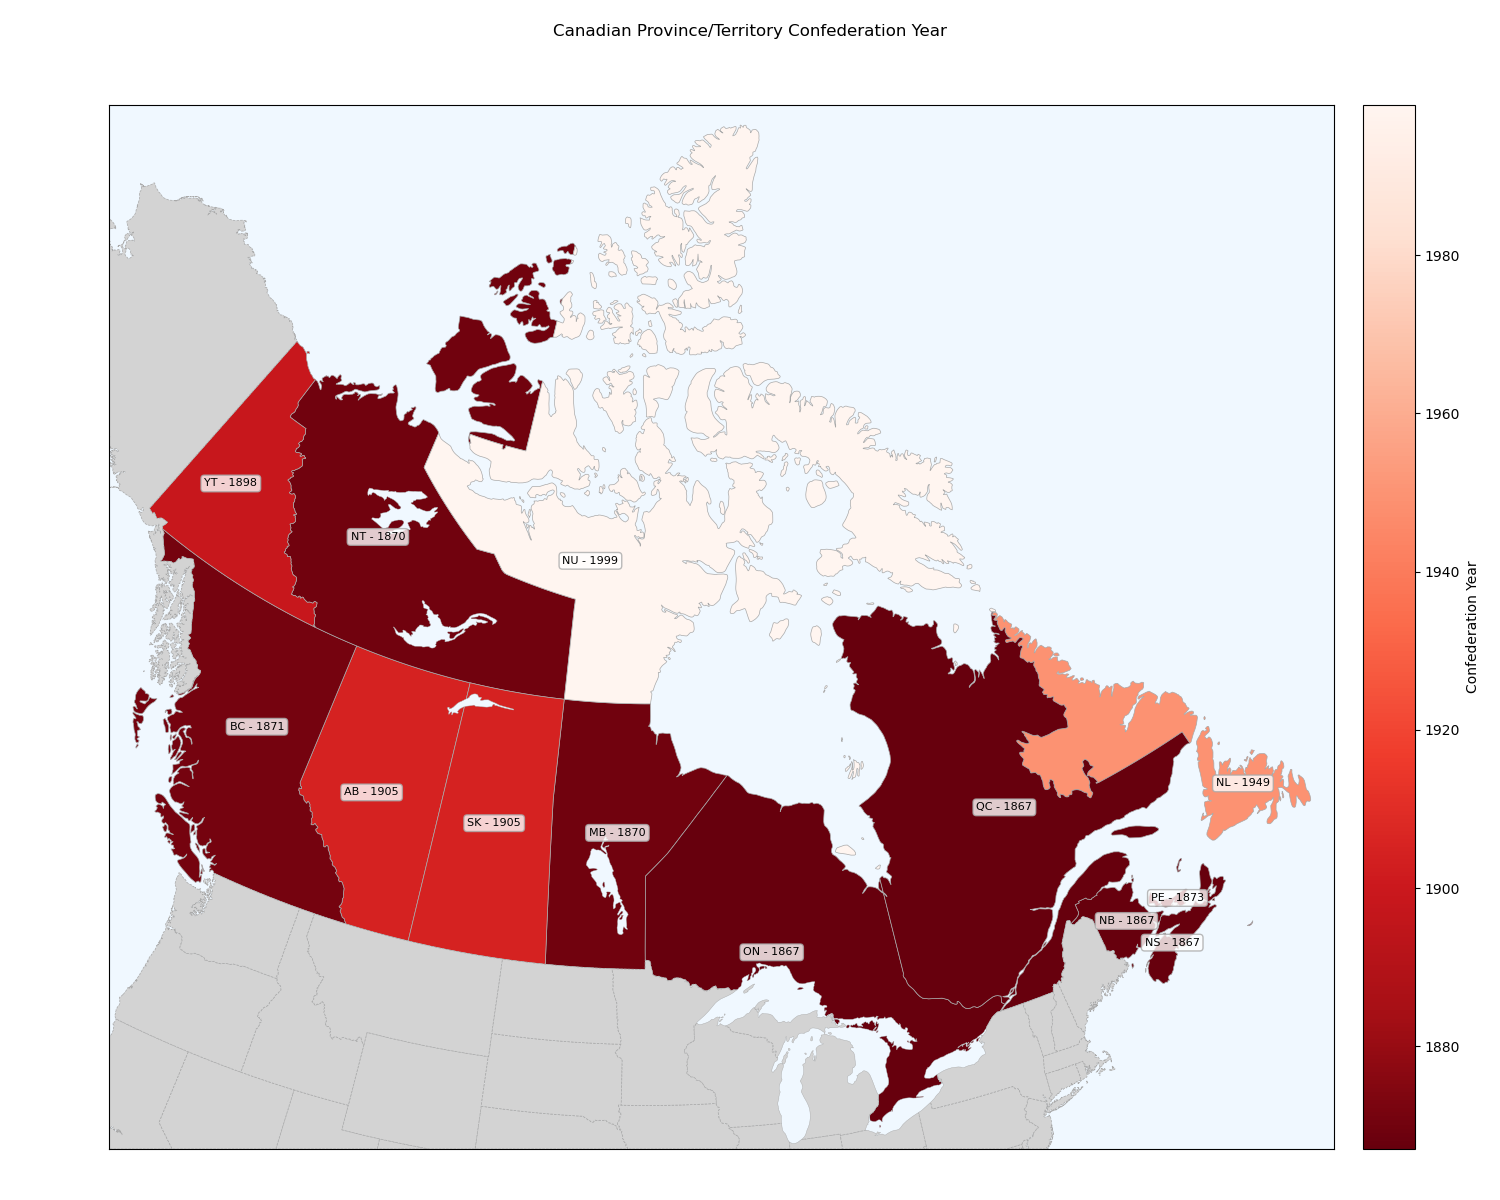 Canadian Province/Territory Confederation Year
YT - 1898
NT - 1870
NU - 1999
BC - 1871
AB - 1905
SK - 1905
MB - 1870
ON - 1867
QC - 1867
NL - 1949
PE - 1873
NB - 1867
NS - 1867
1980
1960
1940
1920
1900
1880
Confederation Year